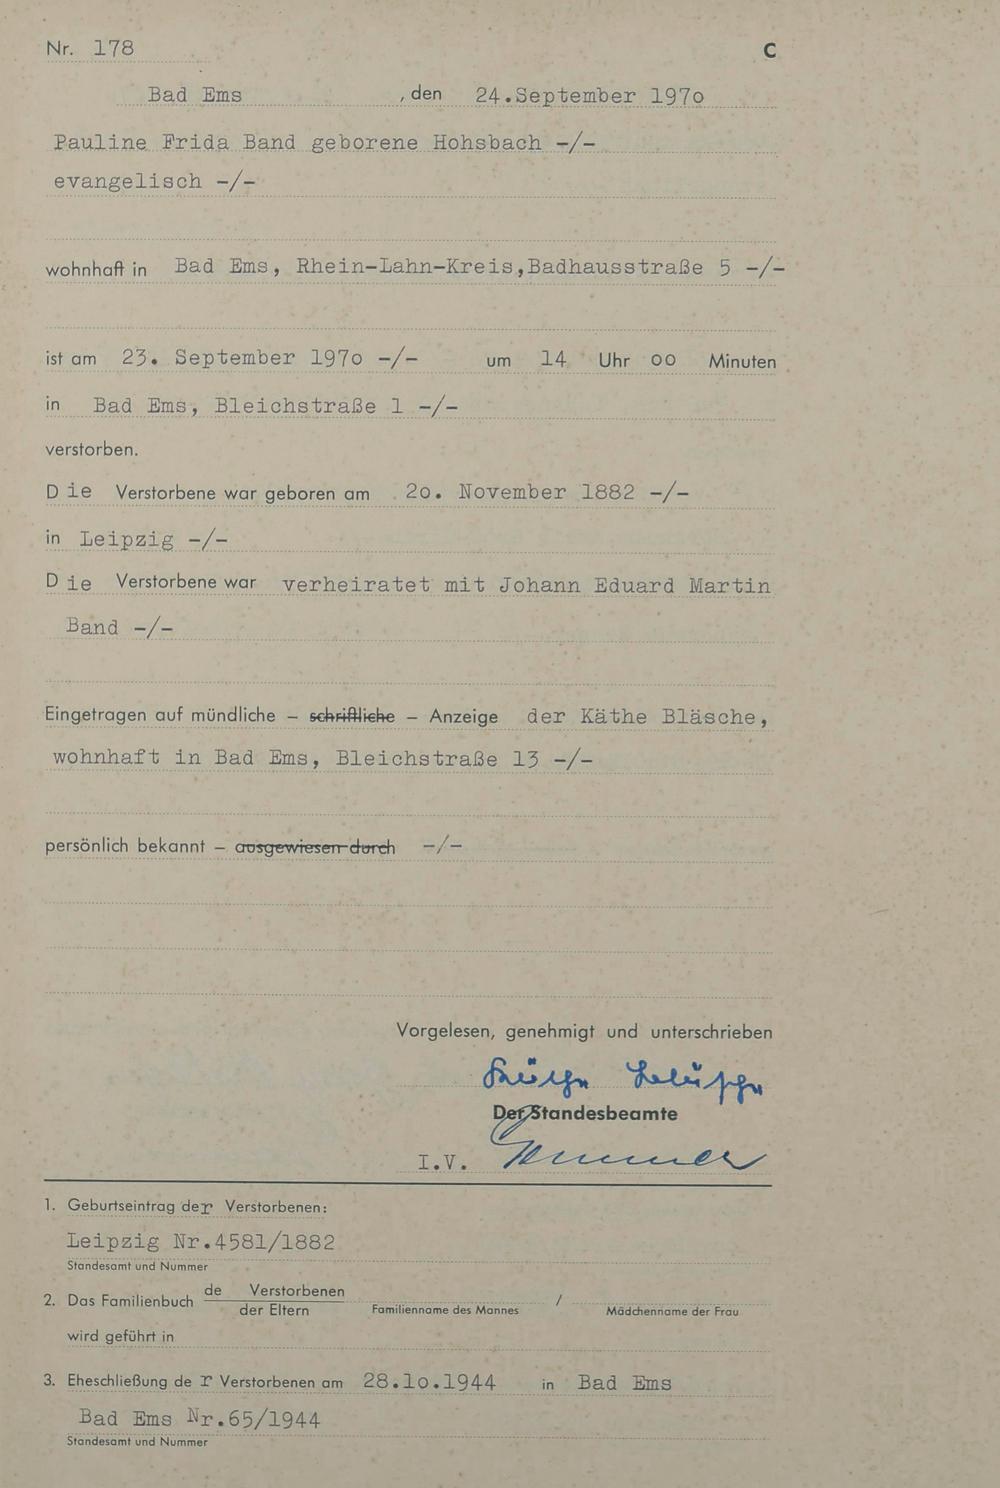 Nr. 178 C
Bad Ems , den 24.September 197o
Pauline Frida Band geborene Hohsbach -/-
evangelisch -/-
wohnhaft in Bad Ems, Rhein-Lahn-Kreis,Badhausstraße 5 -/-
ist am 23. September 197o -/- um 14 Uhr oo Minuten
in Bad Ems, Bleichstraße 1 -/-
verstorben.
Die Verstorbene war geboren am 2o. November 1882 -/-
in Leipzig -/-
Die Verstorbene war verheiratet mit Johann Eduard Martin
Band -/-
Eingetragen auf mündliche – schriftliche – Anzeige der Käthe Bläsche,
wohnhaft in Bad Ems, Bleichstraße 13 -/-
persönlich bekannt – ausgewiesen durch -/-
Vorgelesen, genehmigt und unterschrieben
Käthe Bläsche
Der Standesbeamte
I.V.
1. Geburtseintrag der Verstorbenen:
Leipzig Nr.4581/1882
Standesamt und Nummer
2. Das Familienbuch de Verstorbenen
der Eltern / Familienname des Mannes Mädchenname der Frau
wird geführt in
3. Eheschließung der Verstorbenen am 28.1o.1944 in Bad Ems
Bad Ems Nr.65/1944
Standesamt und Nummer